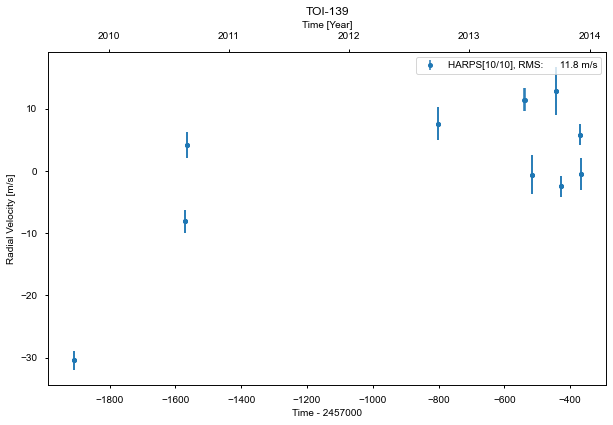 TOI-139
Time [Year]
2010 2011 2012 2013 2014
HARPS[10/10], RMS: 11.8 m/s
Radial Velocity [m/s]
10
0
−10
−20
−30
−1800 −1600 −1400 −1200 −1000 −800 −600 −400
Time - 2457000